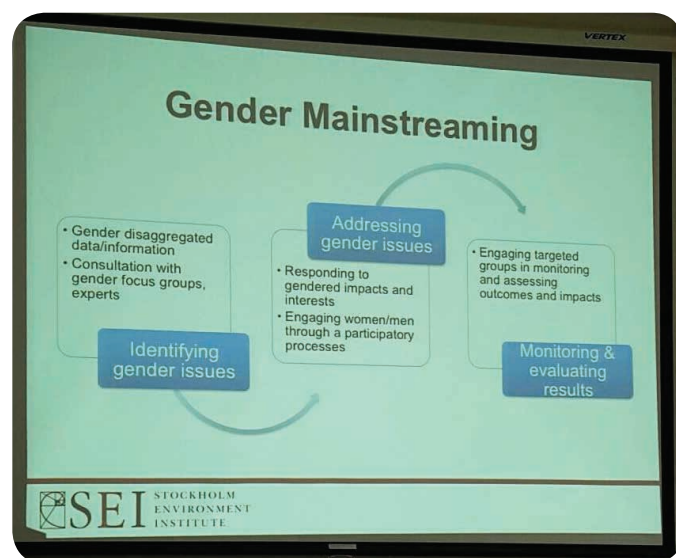 VERTEX
Gender Mainstreaming
• Gender disaggregated
data/information
• Consultation with
gender focus groups,
experts
Identifying
gender issues
Addressing
gender issues
• Responding to
gendered impacts and
interests
• Engaging women/men
through a participatory
processes
• Engaging targeted
groups in monitoring
and assessing
outcomes and impacts
Monitoring &
evaluating
results
SEI
STOCKHOLM
ENVIRONMENT
INSTITUTE